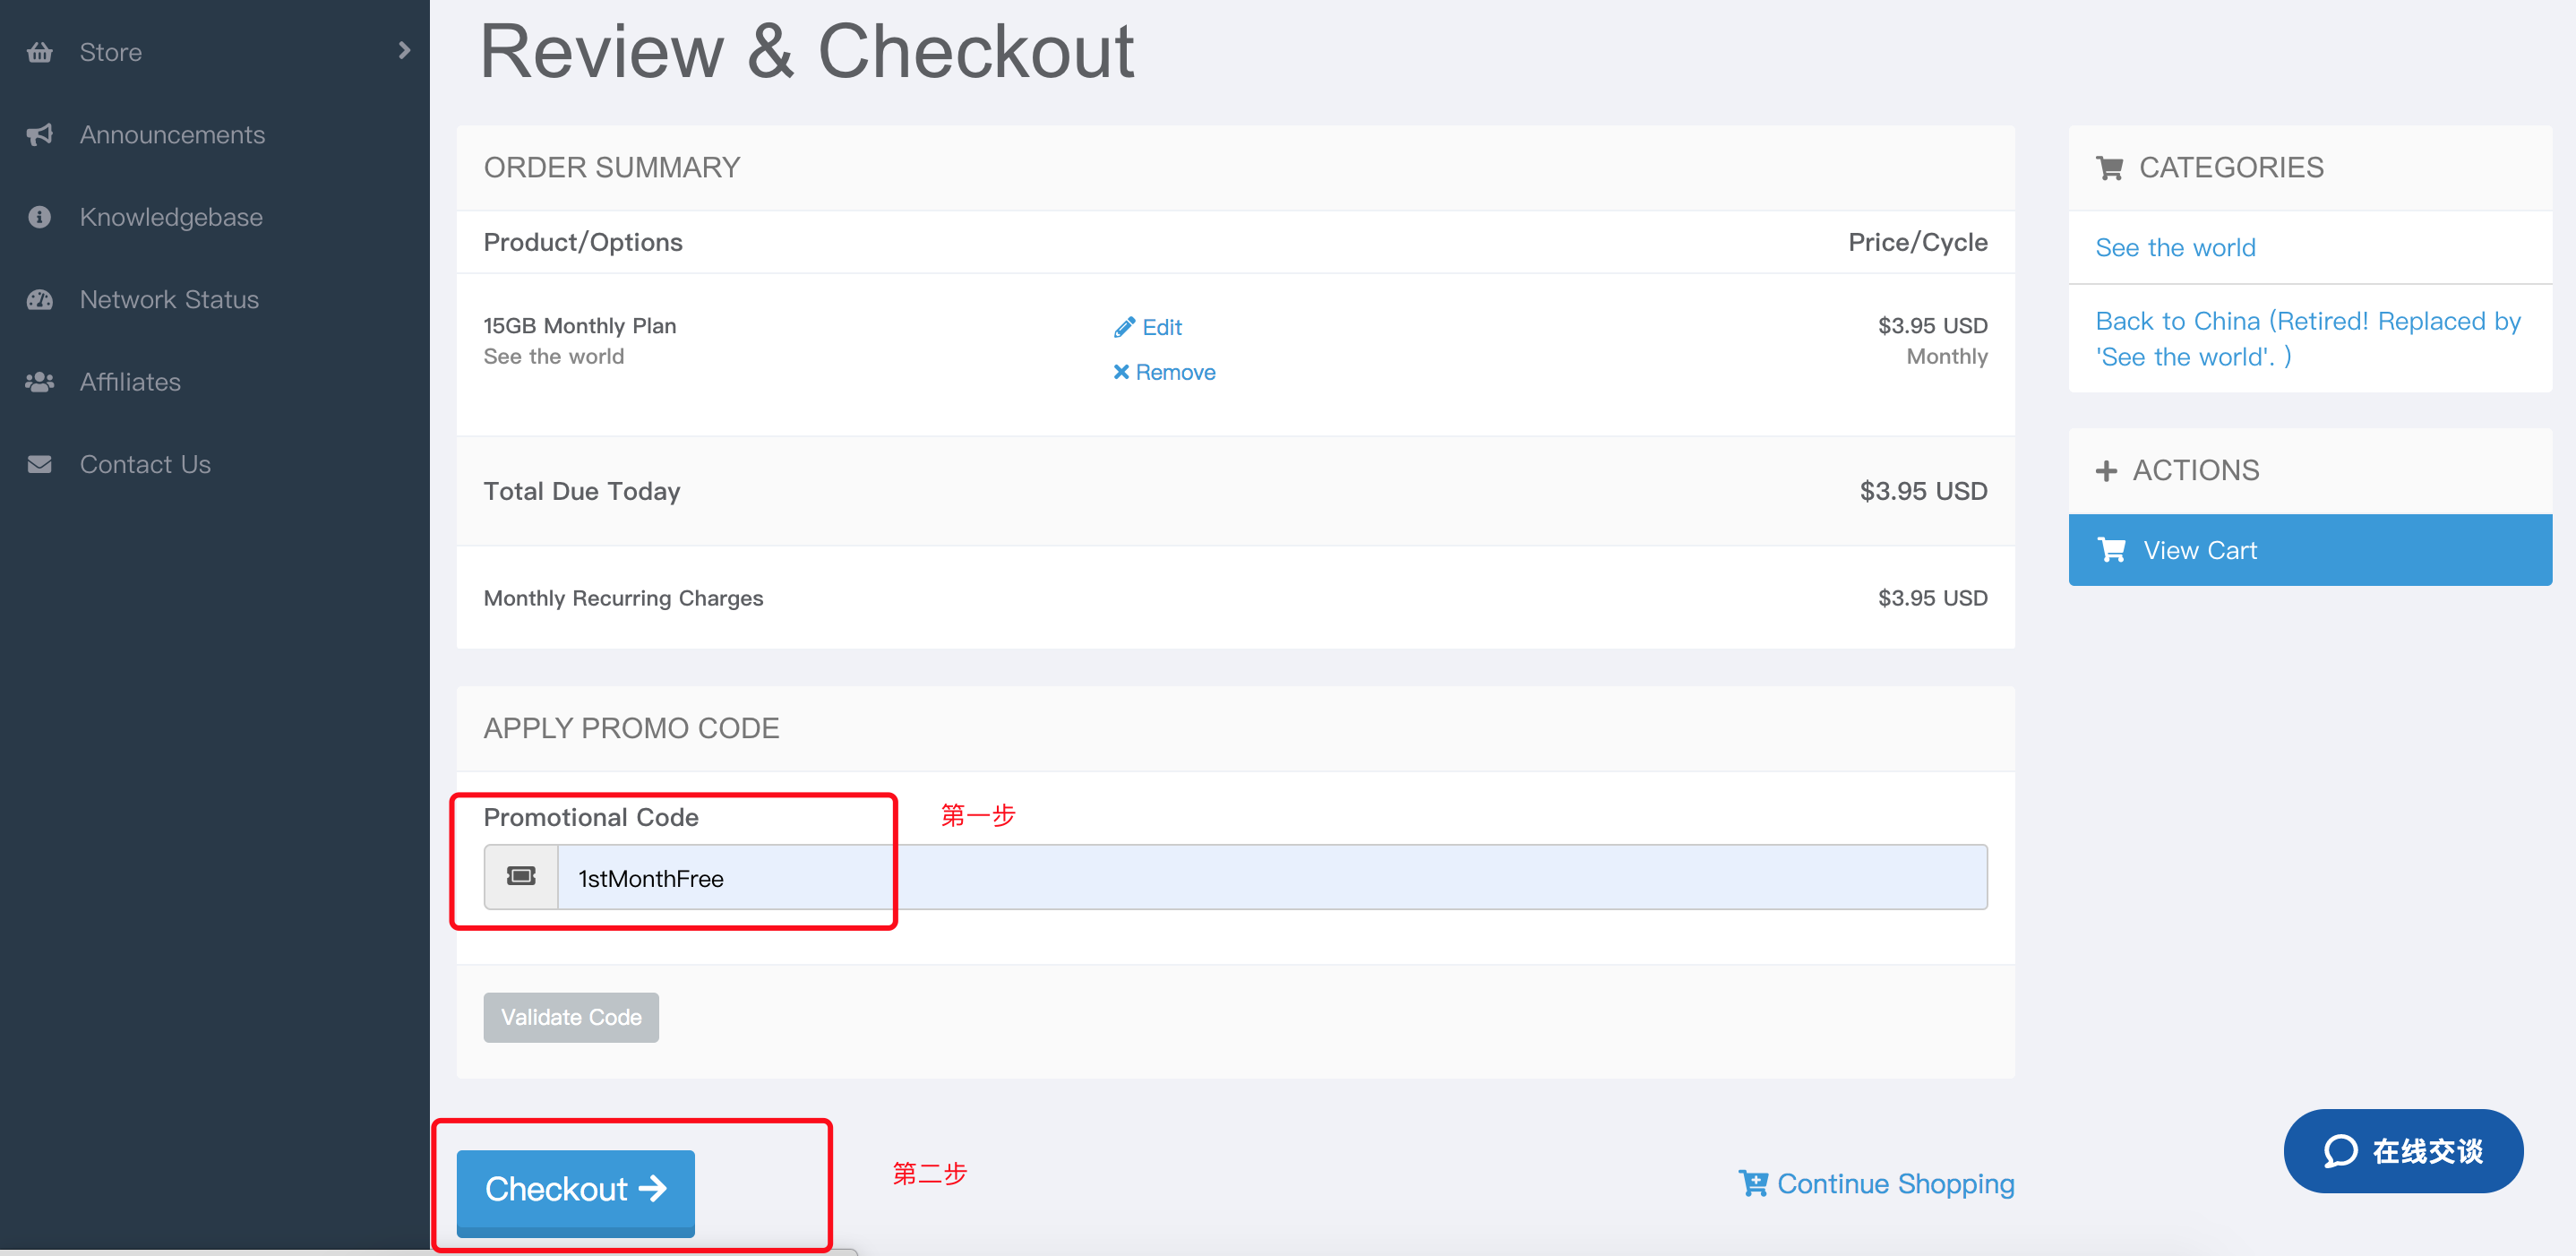 Store
Announcements
Knowledgebase
Network Status
Affiliates
Contact Us
Review & Checkout
ORDER SUMMARY
Product/Options
Price/Cycle
15GB Monthly Plan
See the world
Edit
Remove
$3.95 USD
Monthly
Total Due Today
$3.95 USD
Monthly Recurring Charges
$3.95 USD
APPLY PROMO CODE
Promotional Code
第一步
1stMonthFree
Validate Code
Checkout
第二步
Continue Shopping
CATEGORIES
See the world
Back to China (Retired! Replaced by
'See the world'. )
ACTIONS
View Cart
在线交谈